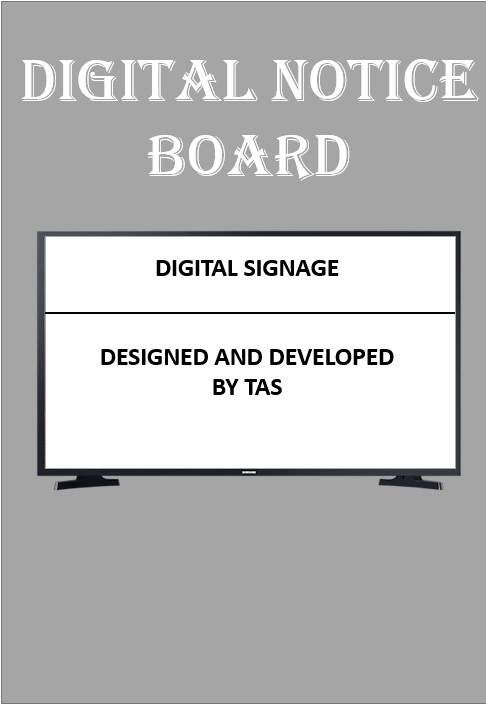 DIGITAL NOTICE
BOARD
DIGITAL SIGNAGE
DESIGNED AND DEVELOPED
BY TAS